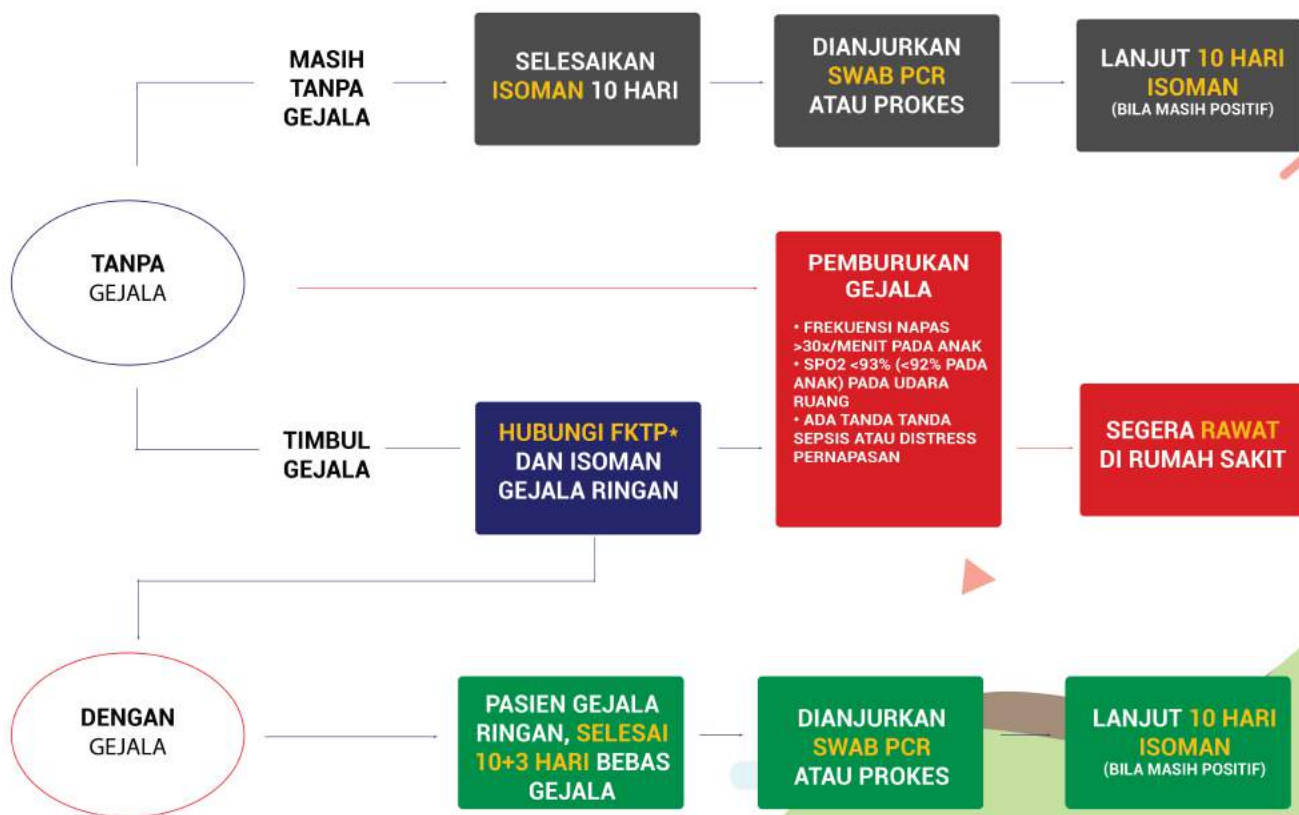 MASIH
TANPA
GEJALA
SELESAIKAN
ISOMAN 10 HARI
DIANJURKAN
SWAB PCR
ATAU PROKES
LANJUT 10 HARI
ISOMAN
(BILA MASIH POSITIF)
TANPA
GEJALA
PEMBURUKAN
GEJALA
• FREKUENSI NAPAS
>30x/MENIT PADA ANAK
• SPO2 <93% (<92% PADA
ANAK) PADA UDARA
RUANG
• ADA TANDA TANDA
SEPSIS ATAU DISTRESS
PERNAPASAN
TIMBUL
GEJALA
HUBUNGI FKTP*
DAN ISOMAN
GEJALA RINGAN
SEGERA RAWAT
DI RUMAH SAKIT
DENGAN
GEJALA
PASIEN GEJALA
RINGAN, SELESAI
10+3 HARI BEBAS
GEJALA
DIANJURKAN
SWAB PCR
ATAU PROKES
LANJUT 10 HARI
ISOMAN
(BILA MASIH POSITIF)